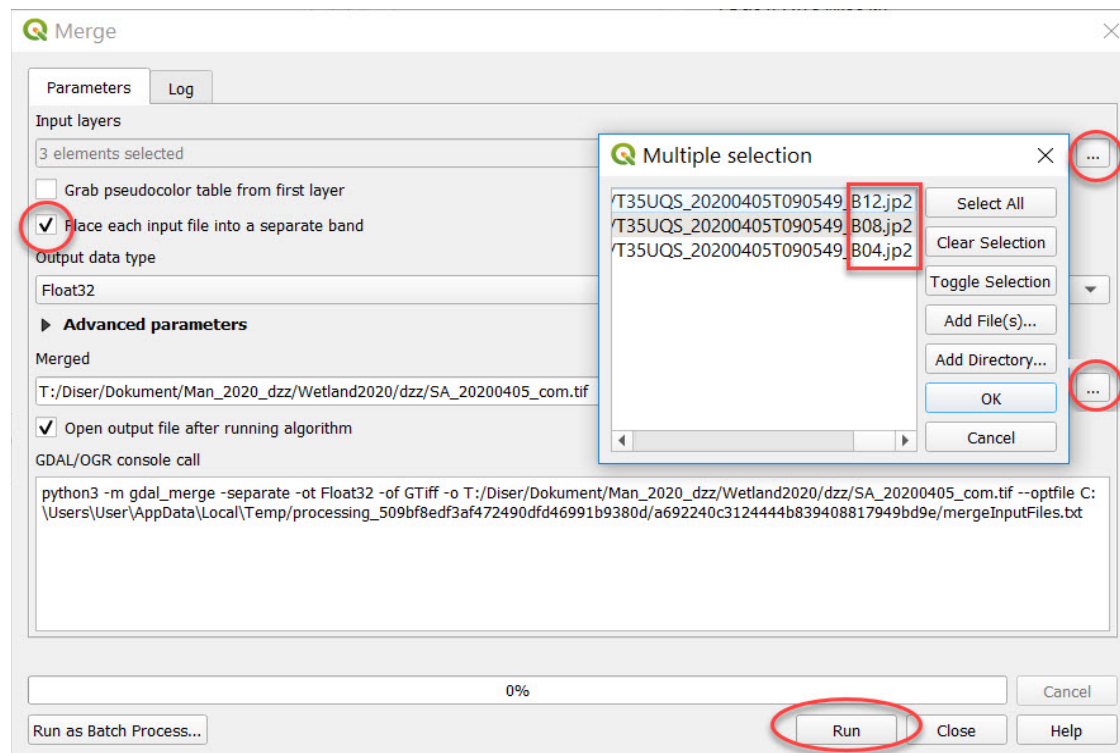 Merge
Parameters
Log
Input layers
3 elements selected
...
Grab pseudocolor table from first layer
Place each input file into a separate band
Output data type
Float32
Advanced parameters
Merged
T:/Diser/Dokument/Man_2020_dzz/Wetland2020/dzz/SA_20200405_com.tif
...
Open output file after running algorithm
GDAL/OGR console call
python3 -m gdal_merge -separate -ot Float32 -of GTiff -o T:/Diser/Dokument/Man_2020_dzz/Wetland2020/dzz/SA_20200405_com.tif --optfile C:
\Users\User\AppData\Local\Temp/processing_509bf8edf3af472490dfd46991b9380d/a692240c3124444b839408817949bd9e/mergeInputFiles.txt
Multiple selection
/T35UQS_20200405T090549_B12.jp2
/T35UQS_20200405T090549_B08.jp2
/T35UQS_20200405T090549_B04.jp2
Select All
Clear Selection
Toggle Selection
Add File(s)...
Add Directory...
OK
Cancel
0%
Cancel
Run as Batch Process...
Run
Close
Help